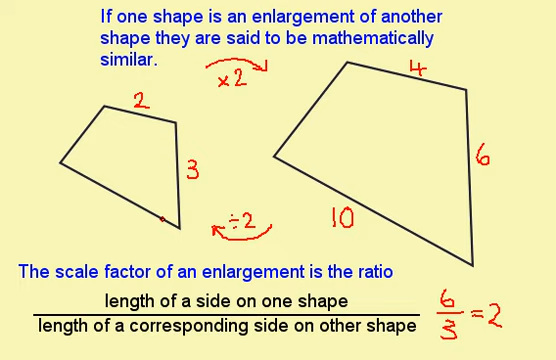 If one shape is an enlargement of another
shape they are said to be mathematically
similar.
×2
4
2
3
6
÷2
10
The scale factor of an enlargement is the ratio
length of a side on one shape
length of a corresponding side on other shape
6
3
=2